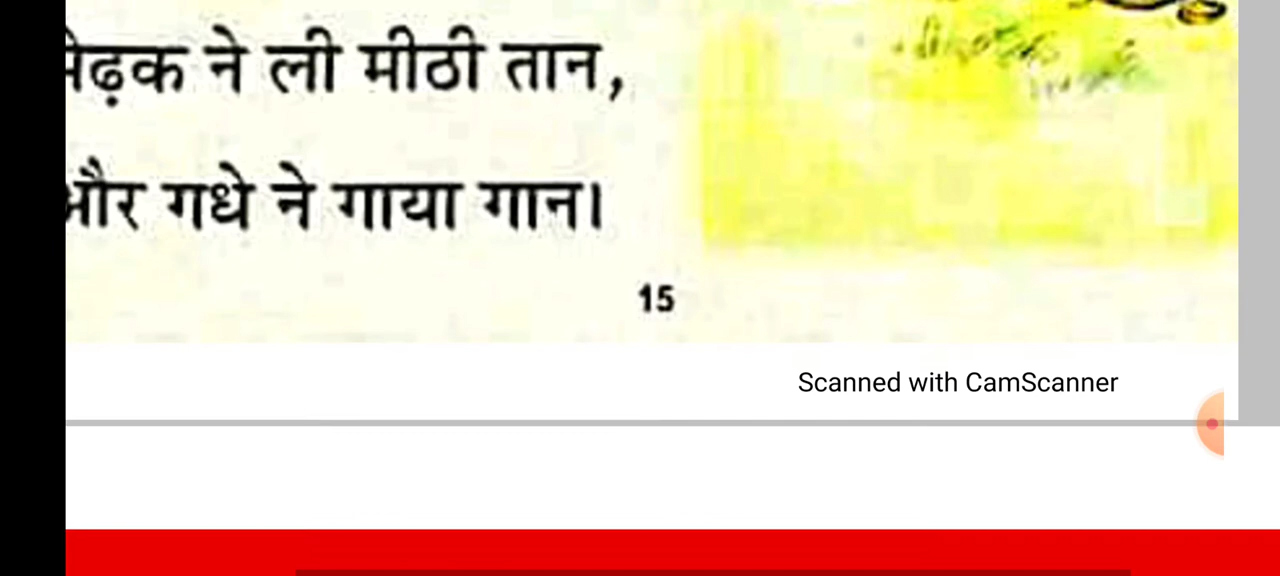 मेढ़क ने ली मीठी तान,
और गधे ने गाया गान।
15
Scanned with CamScanner